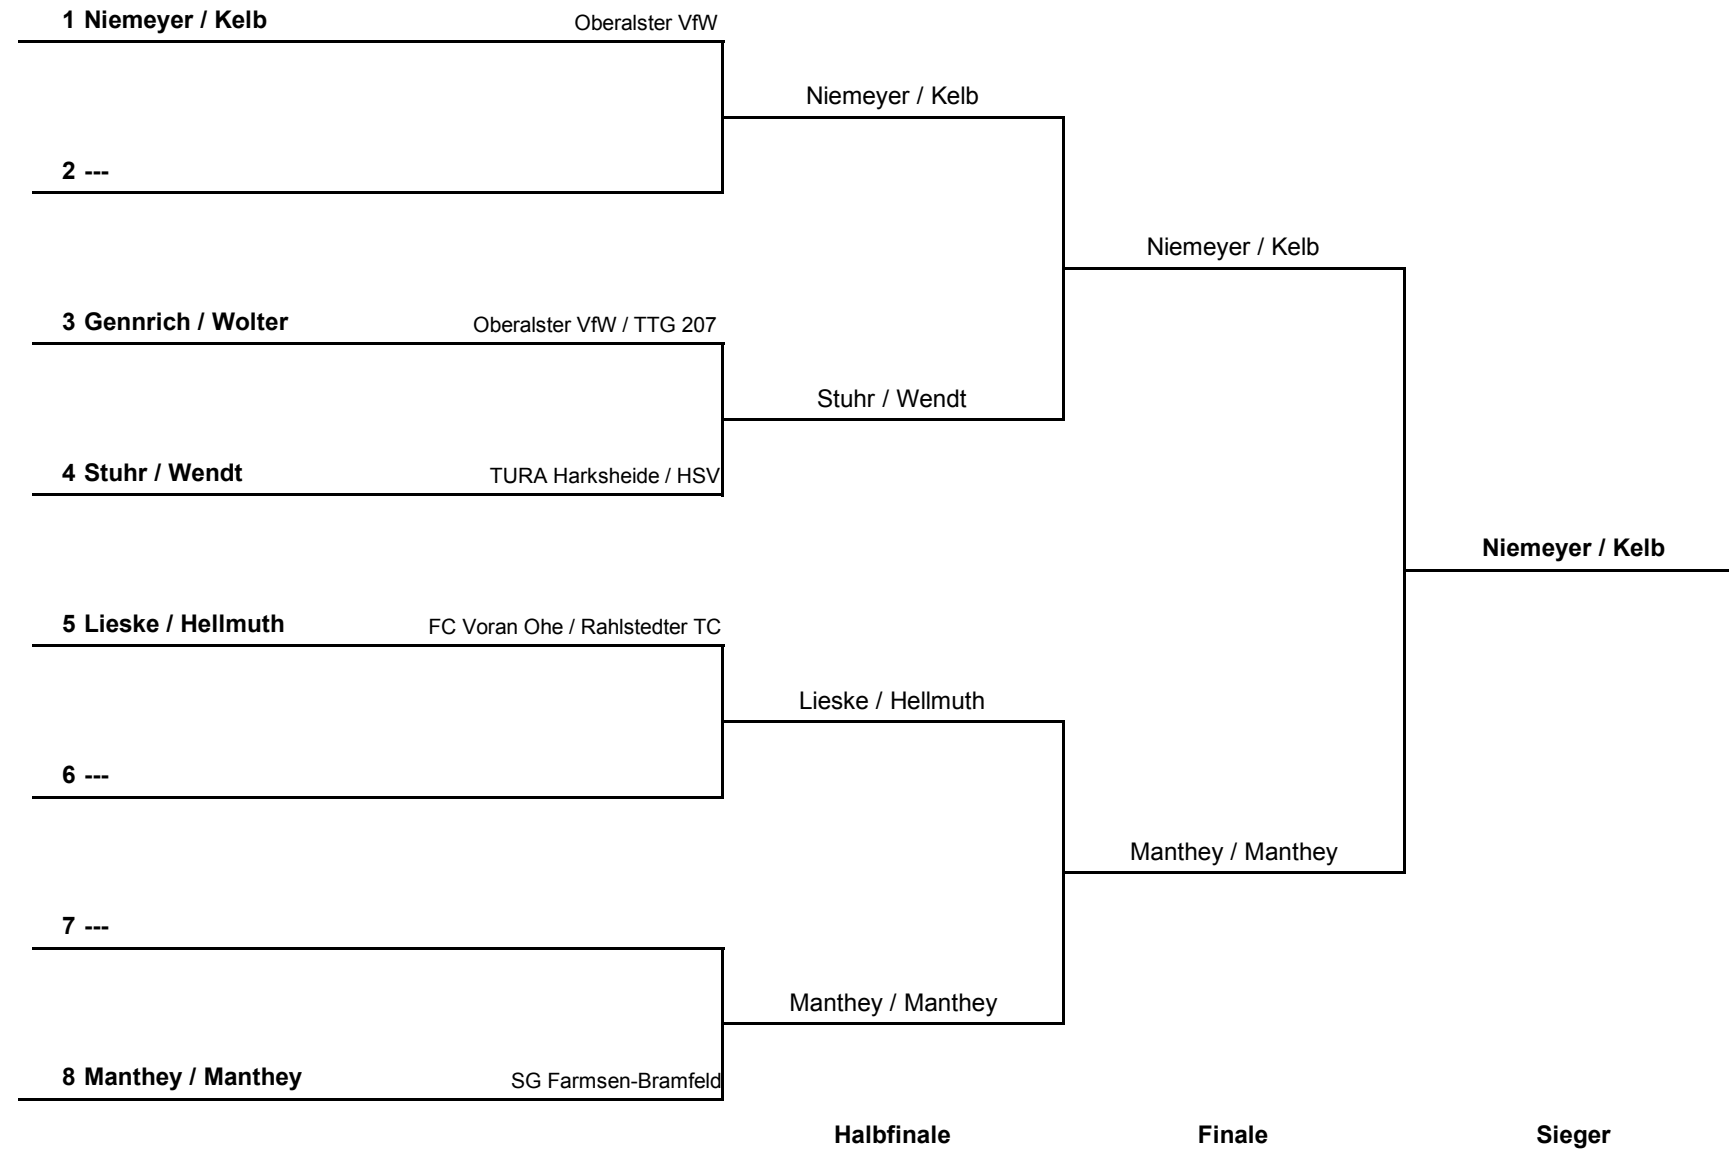 1 Niemeyer / Kelb Oberalster VfW
Niemeyer / Kelb
2 ---
Niemeyer / Kelb
3 Gennrich / Wolter Oberalster VfW / TTG 207
Stuhr / Wendt
4 Stuhr / Wendt TURA Harksheide / HSV
Niemeyer / Kelb
5 Lieske / Hellmuth FC Voran Ohe / Rahlstedter TC
Lieske / Hellmuth
6 ---
Manthey / Manthey
7 ---
Manthey / Manthey
8 Manthey / Manthey SG Farmsen-Bramfeld
Halbfinale Finale Sieger